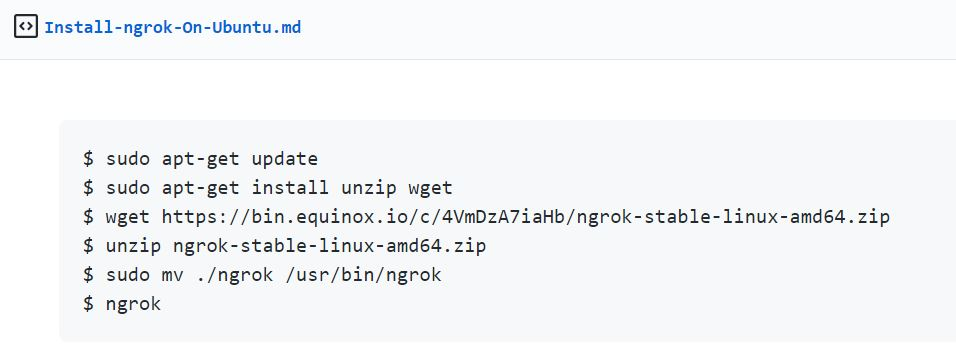 Install-ngrok-On-Ubuntu.md
$ sudo apt-get update
$ sudo apt-get install unzip wget
$ wget https://bin.equinox.io/c/4VmDzA7iaHb/ngrok-stable-linux-amd64.zip
$ unzip ngrok-stable-linux-amd64.zip
$ sudo mv ./ngrok /usr/bin/ngrok
$ ngrok